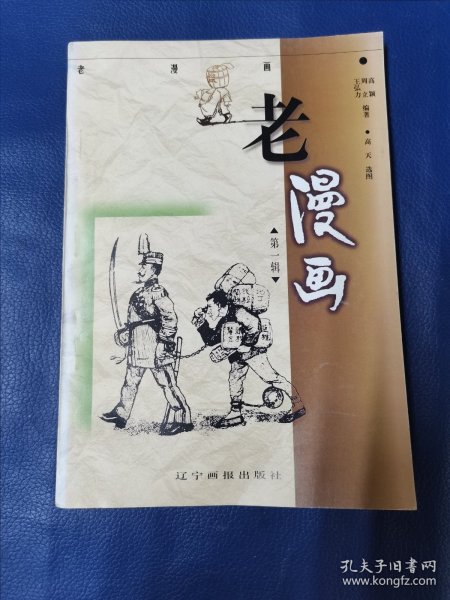 老漫画
老漫画
第一辑
高颖
周立
王弘力
编著
高天 选图
辽宁画报出版社
孔夫子旧书网
www.kongfz.com